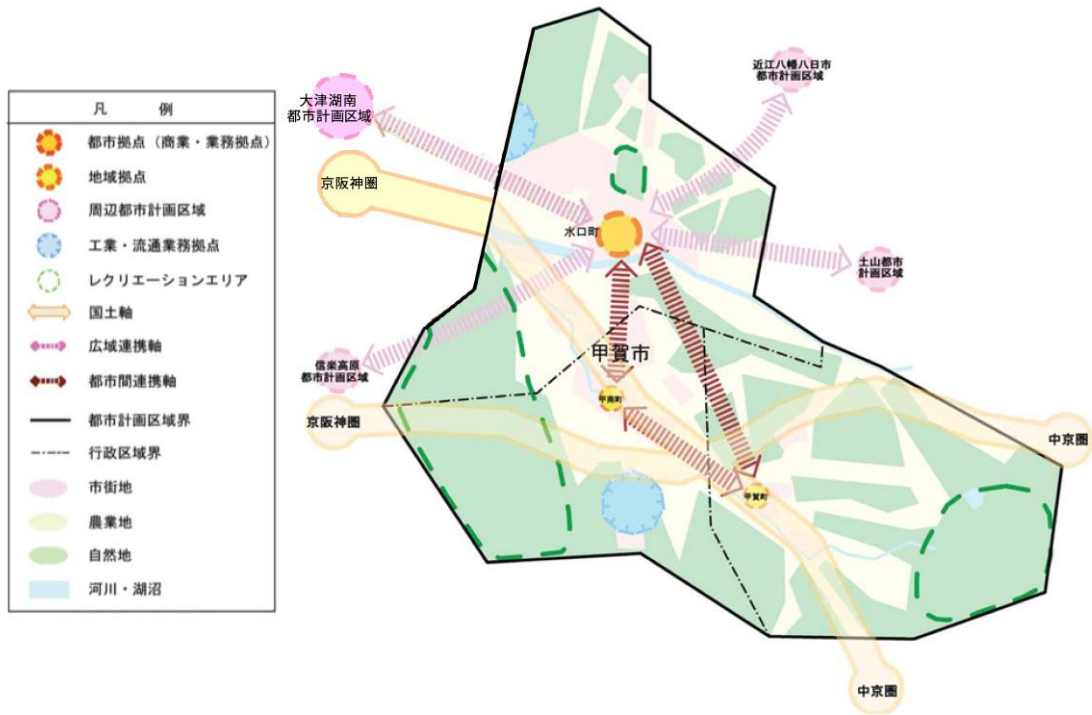 凡　例
都市拠点（商業・業務拠点）
地域拠点
周辺都市計画区域
工業・流通業務拠点
レクリエーションエリア
国土軸
広域連携軸
都市間連携軸
都市計画区域界
行政区域界
市街地
農業地
自然地
河川・湖沼
近江八幡八日市
都市計画区域
大津湖南
都市計画区域
京阪神圏
水口町
土山都市
計画区域
甲賀市
信楽高原
都市計画区域
甲南町
京阪神圏
中京圏
甲賀町
中京圏